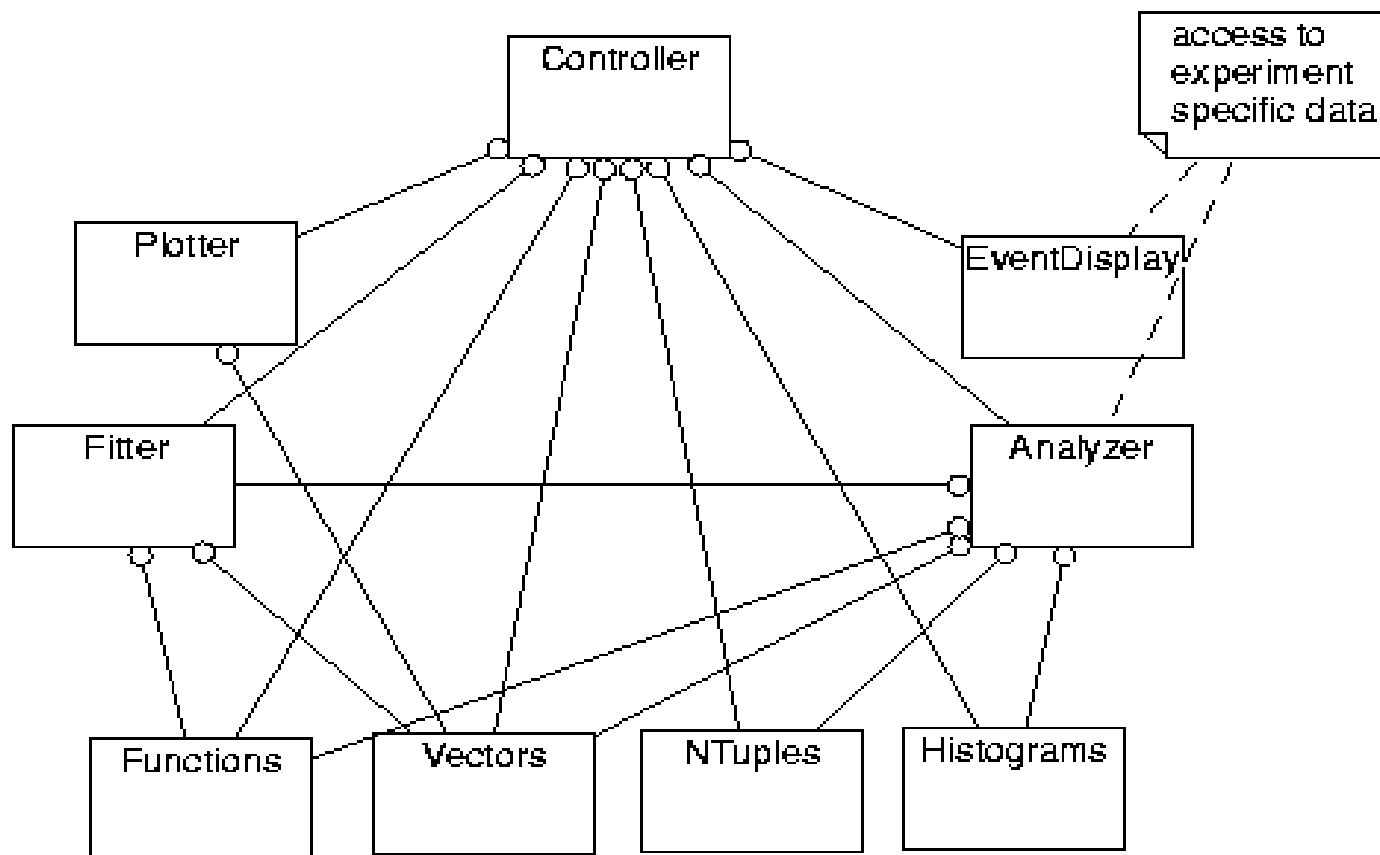 Controller
access to
experiment
specific data
Plotter
EventDisplay
Fitter
Analyzer
Functions
Vectors
NTuples
Histograms